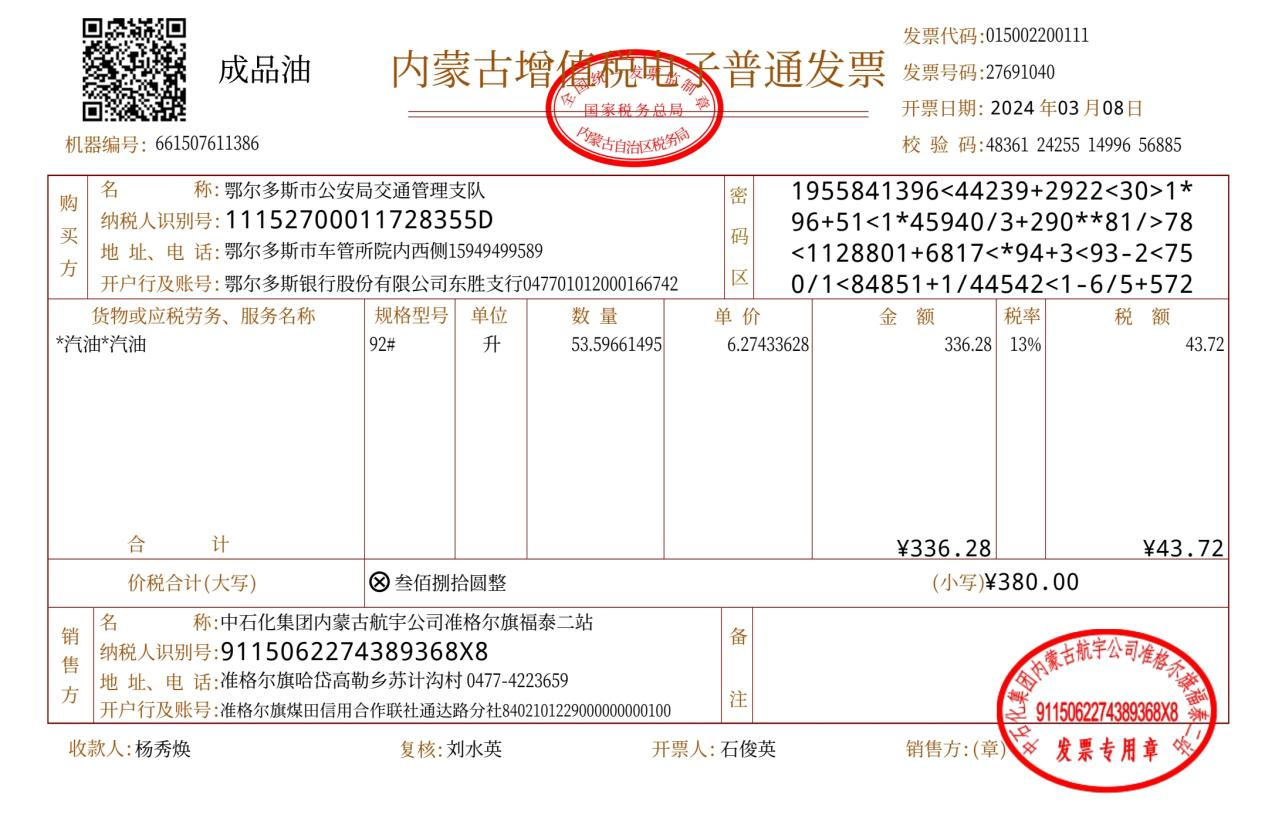 成品油
内蒙古增值税电子普通发票
全国统一发票监制章
国家税务总局
内蒙古自治区税务局
发票代码:015002200111
发票号码:27691040
开票日期: 2024 年03 月08日
校 验 码:48361 24255 14996 56885
机器编号: 661507611386
购买方
名 称: 鄂尔多斯市公安局交通管理支队
纳税人识别号: 11152700011728355D
地 址、电 话: 鄂尔多斯市车管所院内西侧15949499589
开户行及账号: 鄂尔多斯银行股份有限公司东胜支行047701012000166742
密码区
1955841396<44239+2922<30>1*
96+51<1*45940/3+290**81/>78
<1128801+6817<*94+3<93-2<75
0/1<84851+1/44542<1-6/5+572
货物或应税劳务、服务名称 规格型号 单位 数 量 单 价 金 额 税率 税 额
*汽油*汽油 92# 升 53.59661495 6.27433628 336.28 13% 43.72
合 计 ¥336.28 ¥43.72
价税合计(大写) ⊗ 叁佰捌拾圆整 (小写)¥380.00
销售方
名 称:中石化集团内蒙古航宇公司准格尔旗福泰二站
纳税人识别号:9115062274389368X8
地 址、电 话:准格尔旗哈岱高勒乡苏计沟村 0477-4223659
开户行及账号:准格尔旗煤田信用合作联社通达路分社8402101229000000000100
备注
中石化集团内蒙古航宇公司准格尔旗福泰二站
9115062274389368X8
发票专用章
收款人: 杨秀焕 复核: 刘水英 开票人: 石俊英 销售方:(章)